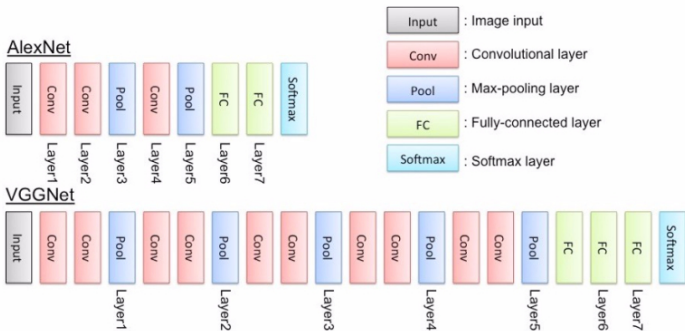 AlexNet
Input
Conv
Conv
Pool
Conv
Pool
FC
FC
Softmax
Layer1
Layer2
Layer3
Layer4
Layer5
Layer6
Layer7
Input : Image input
Conv : Convolutional layer
Pool : Max-pooling layer
FC : Fully-connected layer
Softmax : Softmax layer
VGGNet
Input
Conv
Conv
Pool
Conv
Conv
Pool
Conv
Conv
Pool
Conv
Conv
Pool
Conv
Conv
Pool
FC
FC
FC
Softmax
Layer1
Layer2
Layer3
Layer4
Layer5
Layer6
Layer7